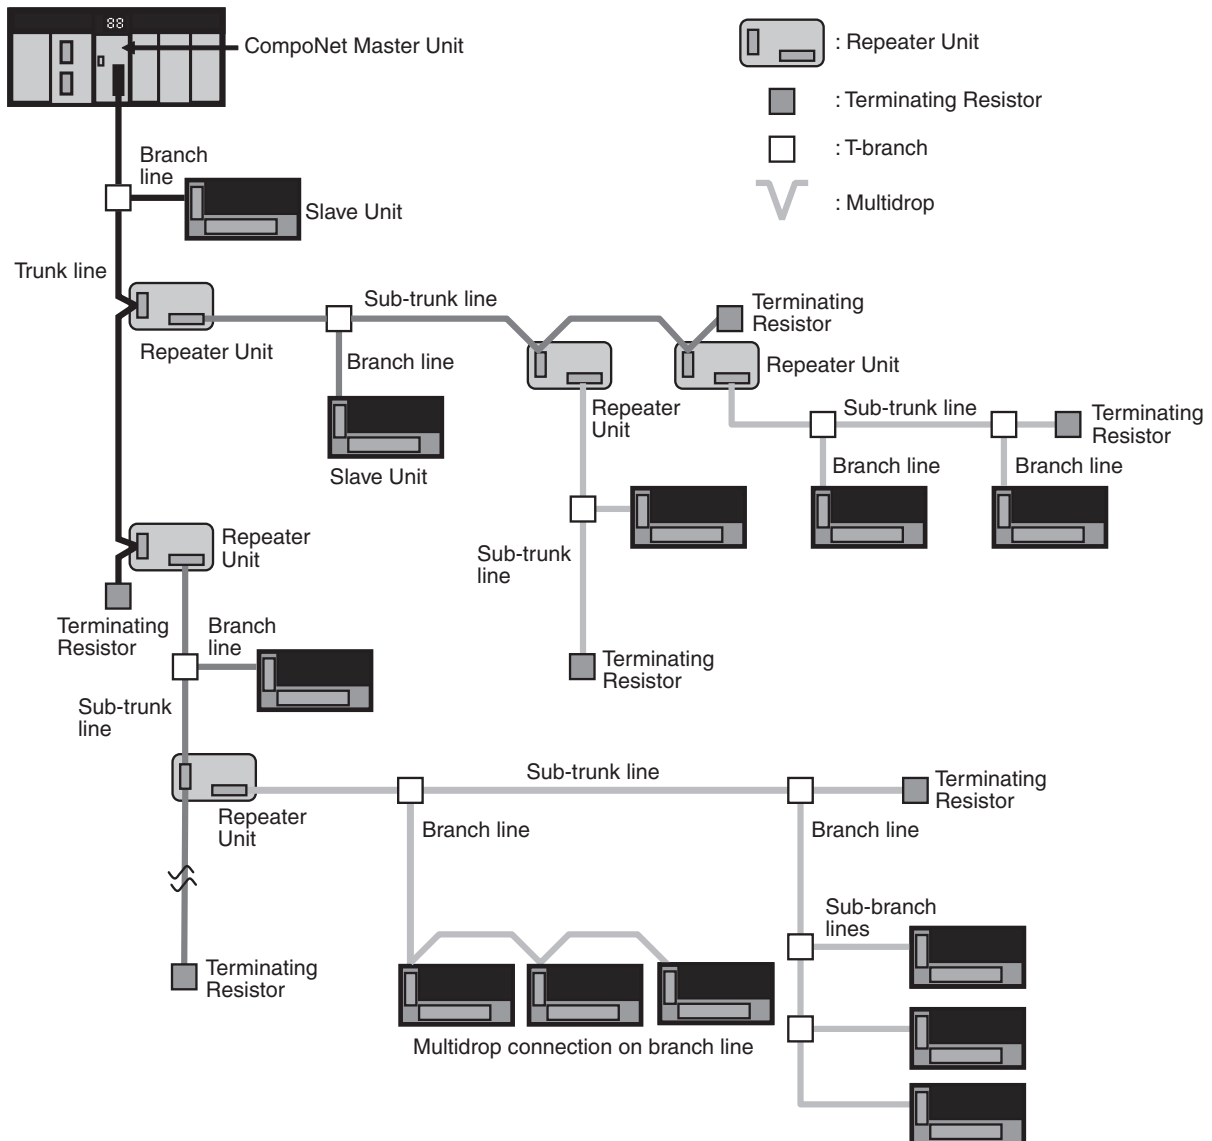 88
CompoNet Master Unit
: Repeater Unit
: Terminating Resistor
: T-branch
: Multidrop
Branch
line
Slave Unit
Trunk line
Repeater Unit
Sub-trunk line
Branch line
Slave Unit
Terminating
Resistor
Repeater Unit
Repeater
Unit
Sub-trunk line
Terminating
Resistor
Branch line
Branch line
Sub-trunk
line
Terminating
Resistor
Repeater
Unit
Terminating
Resistor
Branch
line
Sub-trunk
line
Repeater
Unit
Sub-trunk line
Terminating
Resistor
Branch line
Branch line
Sub-branch
lines
Terminating
Resistor
Multidrop connection on branch line